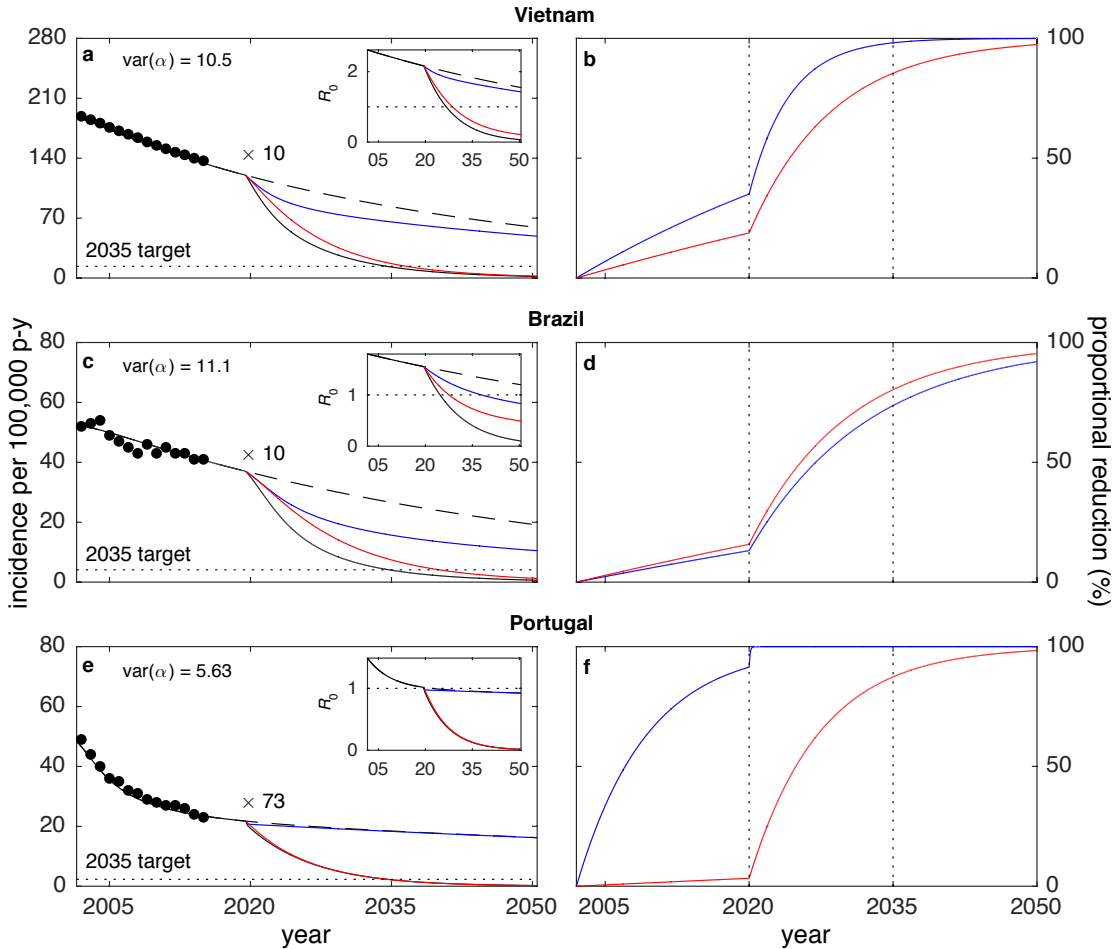 Vietnam
a
var(α) = 10.5
280
210
140
70
0
× 10
2035 target
R0
2
0
05 20 35 50
b
100
50
0
Brazil
c
var(α) = 11.1
80
60
40
20
0
× 10
2035 target
R0
1
0
05 20 35 50
d
100
50
0
incidence per 100,000 p-y
proportional reduction (%)
Portugal
e
var(α) = 5.63
80
60
40
20
0
× 73
2035 target
R0
1
0
05 20 35 50
f
100
50
0
2005 2020 2035 2050
year
2005 2020 2035 2050
year